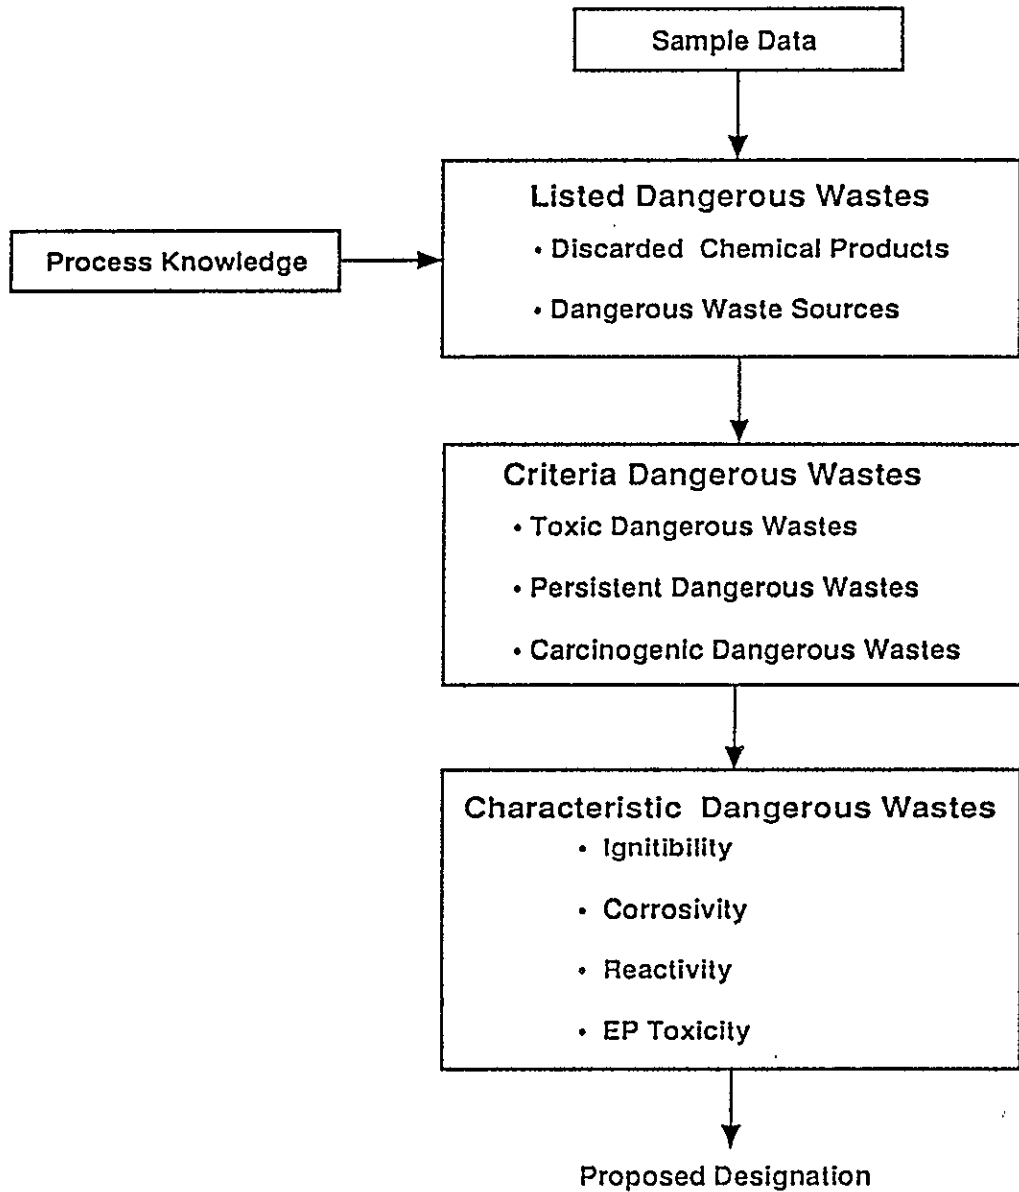 Sample Data
Listed Dangerous Wastes
• Discarded Chemical Products
• Dangerous Waste Sources
Process Knowledge
Criteria Dangerous Wastes
• Toxic Dangerous Wastes
• Persistent Dangerous Wastes
• Carcinogenic Dangerous Wastes
Characteristic Dangerous Wastes
• Ignitibility
• Corrosivity
• Reactivity
• EP Toxicity
Proposed Designation